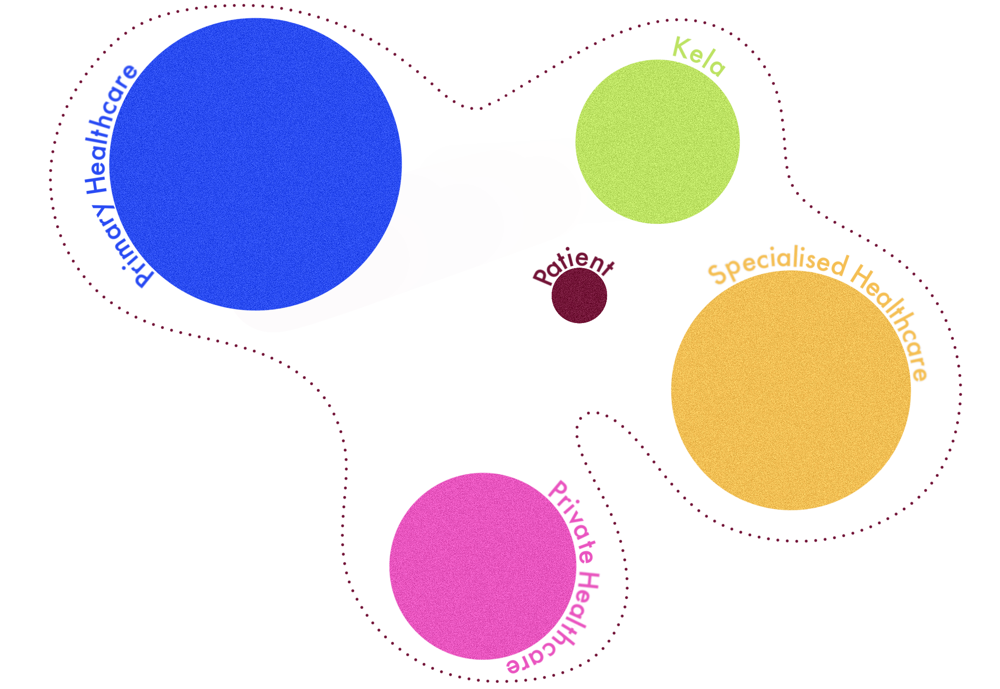 Primary Healthcare
Kela
Patient
Specialised Healthcare
Private Healthcare